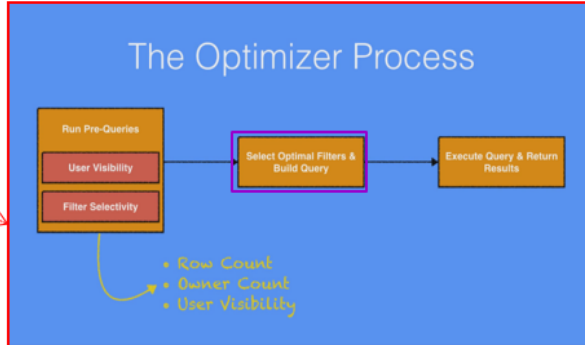 The Optimizer Process
Run Pre-Queries
User Visibility
Filter Selectivity
Select Optimal Filters &
Build Query
Execute Query & Return
Results
• Row Count
• Owner Count
• User Visibility